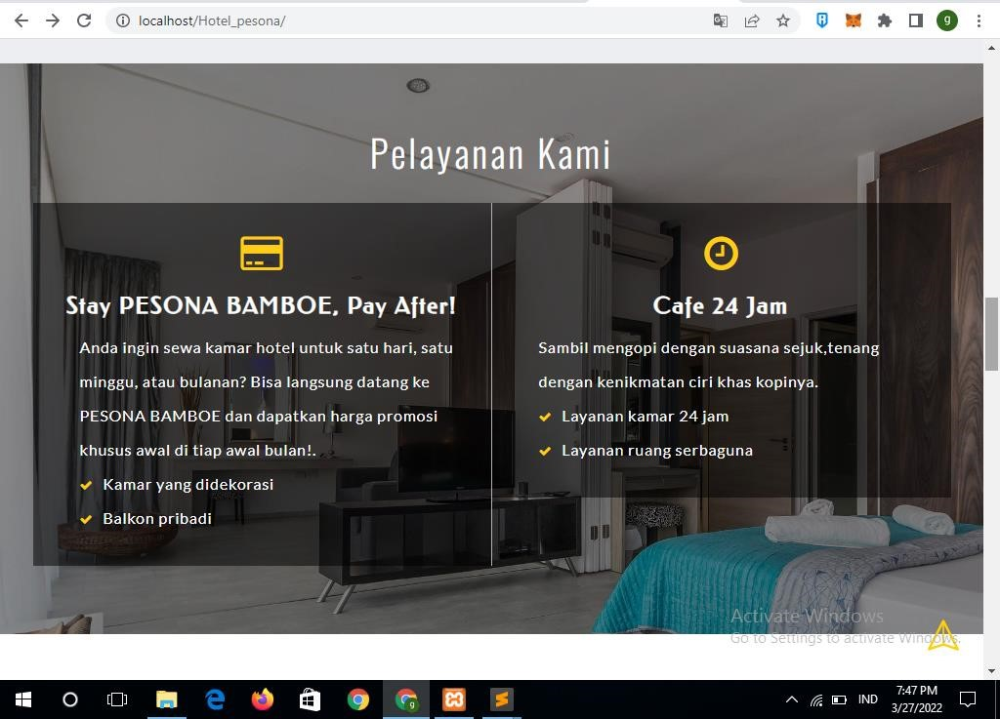 localhost/Hotel_pesona/
g
Pelayanan Kami
Stay PESONA BAMBOE, Pay After!
Anda ingin sewa kamar hotel untuk satu hari, satu
minggu, atau bulanan? Bisa langsung datang ke
PESONA BAMBOE dan dapatkan harga promosi
khusus awal di tiap awal bulan!.
Kamar yang didekorasi
Balkon pribadi
Cafe 24 Jam
Sambil mengopi dengan suasana sejuk,tenang
dengan kenikmatan ciri khas kopinya.
Layanan kamar 24 jam
Layanan ruang serbaguna
Activate Windows
Go to Settings to activate Windows.
IND
7:47 PM
3/27/2022